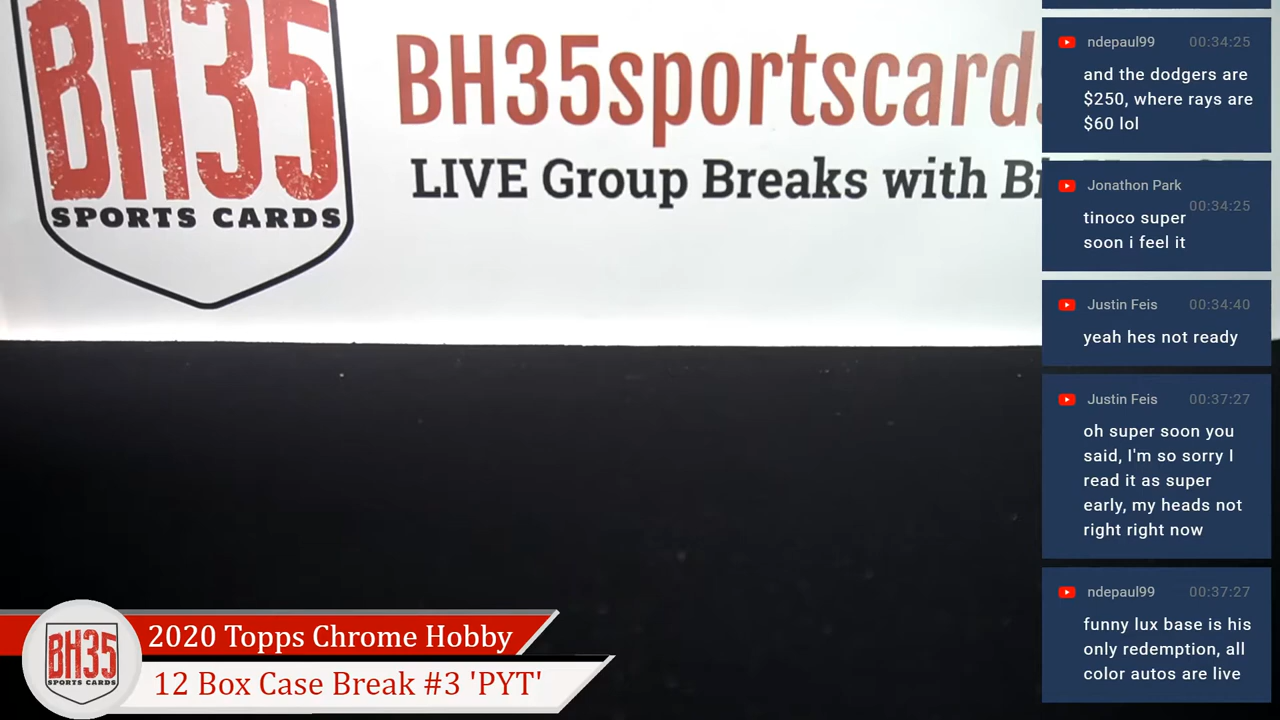 BH35
SPORTS CARDS
BH35sportscards
LIVE Group Breaks with
ndepaul99 00:34:25
and the dodgers are
$250, where rays are
$60 lol
Jonathon Park
00:34:25
tinoco super
soon i feel it
Justin Feis 00:34:40
yeah hes not ready
Justin Feis 00:37:27
oh super soon you
said, I'm so sorry I
read it as super
early, my heads not
right right now
ndepaul99 00:37:27
funny lux base is his
only redemption, all
color autos are live
BH35
SPORTS CARDS
2020 Topps Chrome Hobby
12 Box Case Break #3 'PYT'